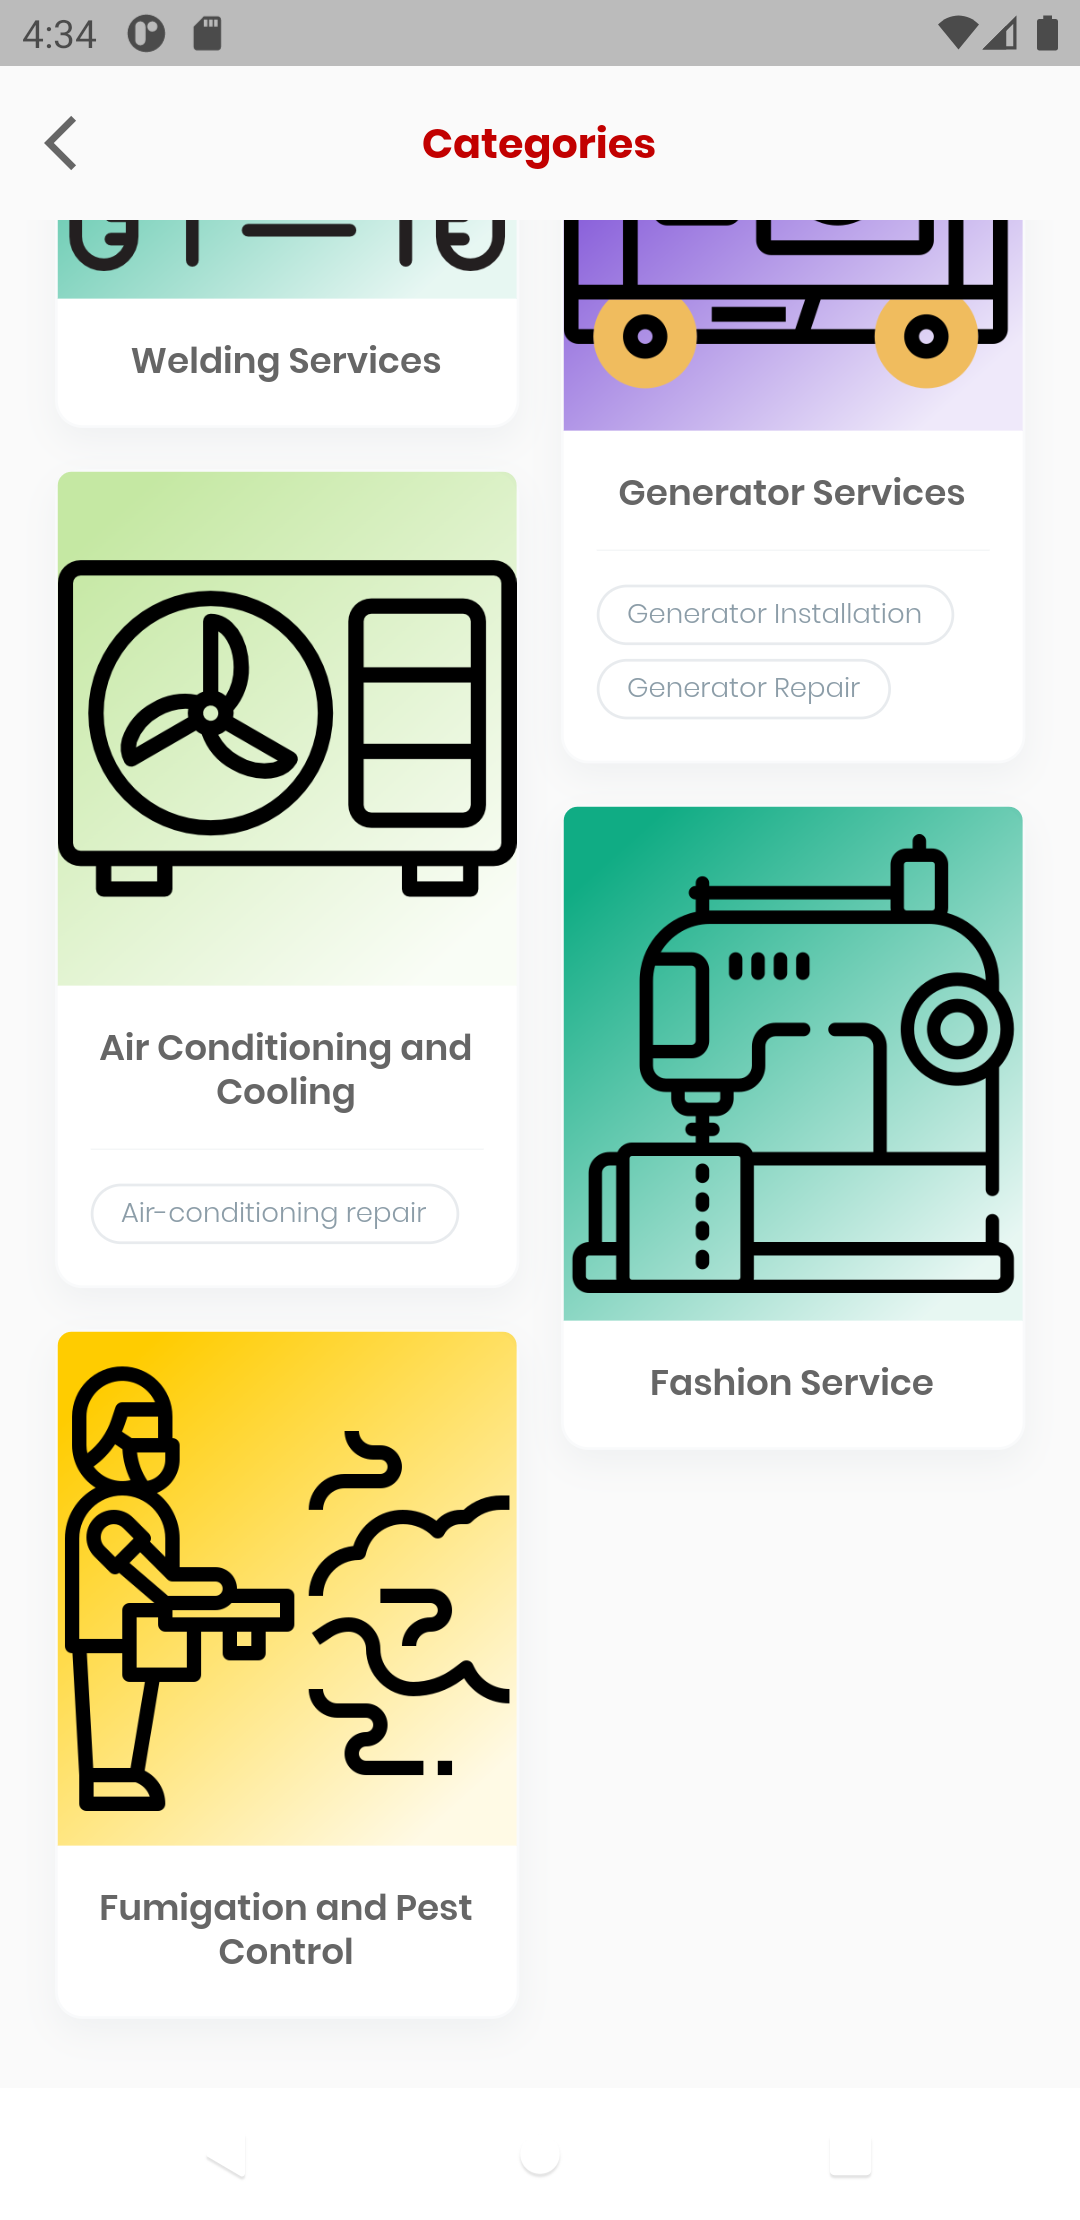 4:34
Categories
Welding Services
Generator Services
Generator Installation
Generator Repair
Air Conditioning and
Cooling
Air-conditioning repair
Fashion Service
Fumigation and Pest
Control